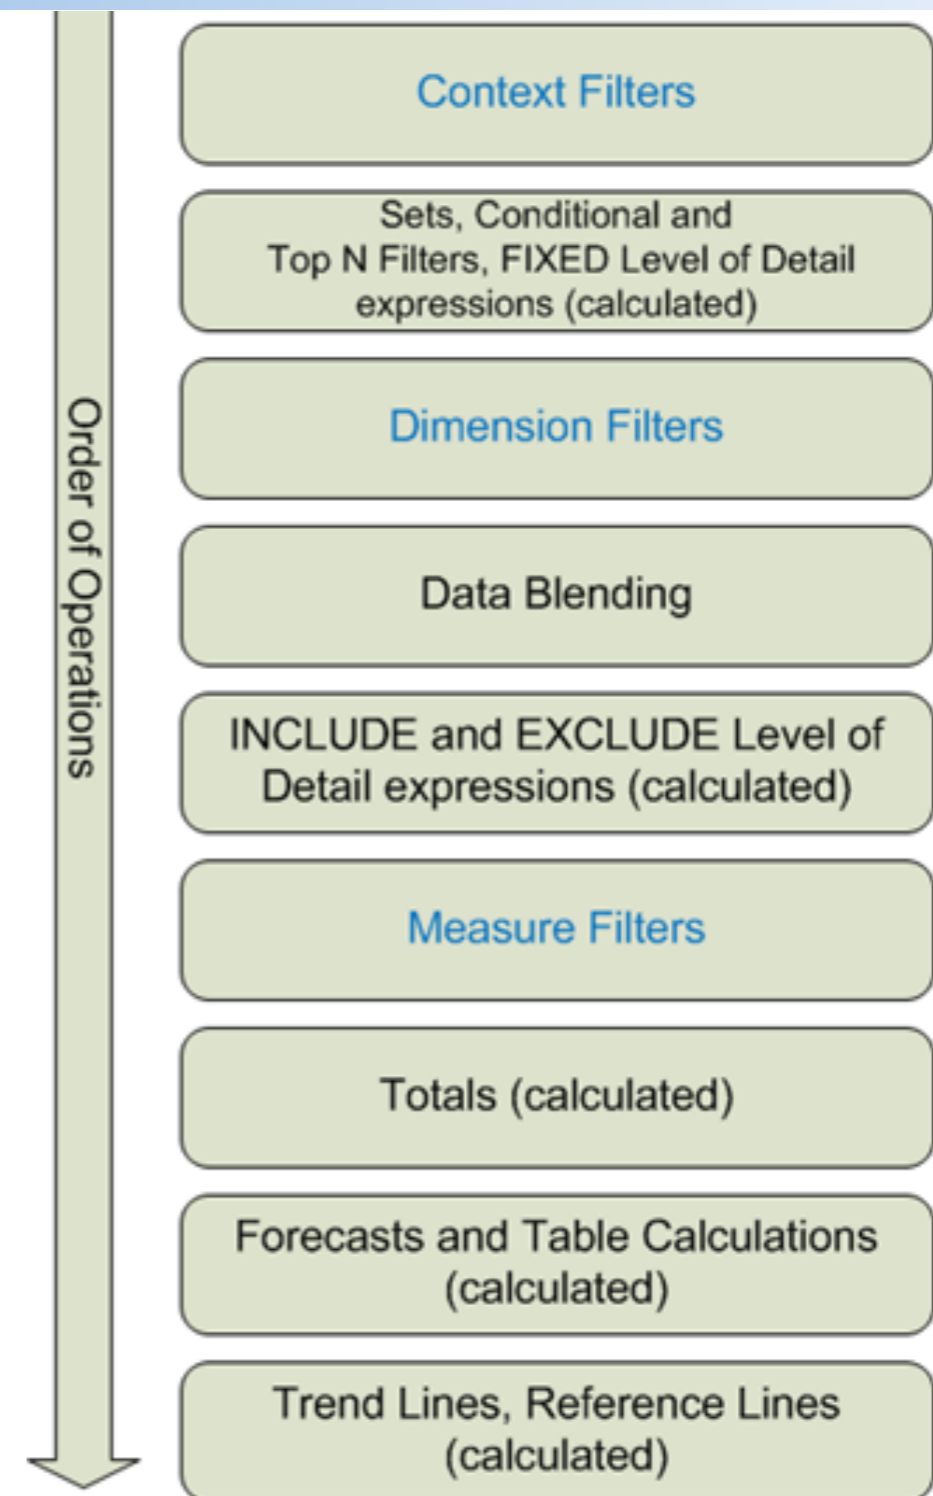 Order of Operations
Context Filters
Sets, Conditional and
Top N Filters, FIXED Level of Detail
expressions (calculated)
Dimension Filters
Data Blending
INCLUDE and EXCLUDE Level of
Detail expressions (calculated)
Measure Filters
Totals (calculated)
Forecasts and Table Calculations
(calculated)
Trend Lines, Reference Lines
(calculated)